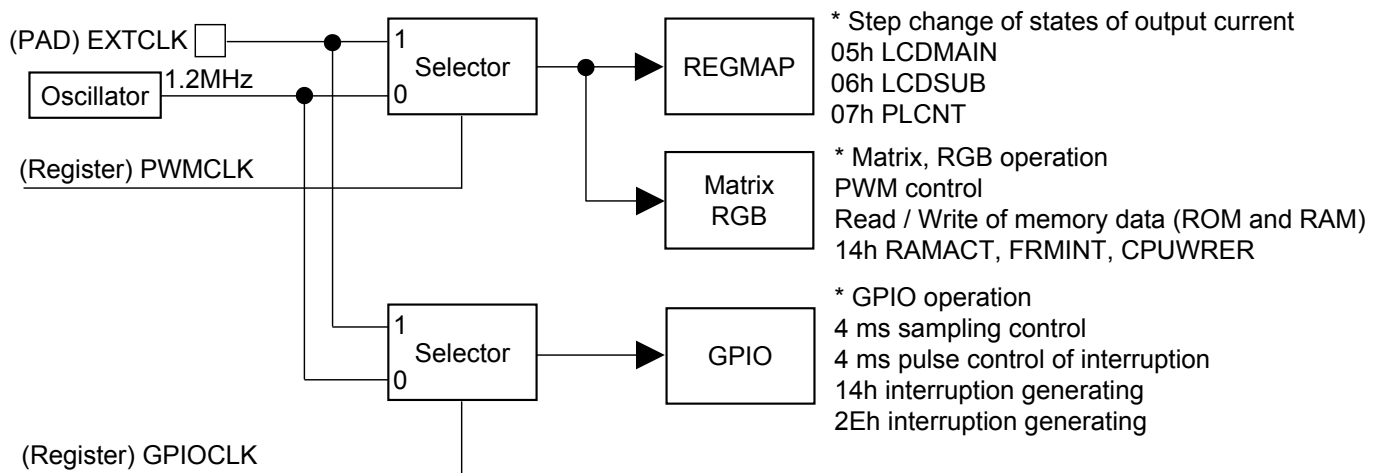 (PAD) EXTCLK
Oscillator
1.2MHz
1
Selector
0
(Register) PWMCLK
REGMAP
* Step change of states of output current
05h LCDMAIN
06h LCDSUB
07h PLCNT
Matrix
RGB
* Matrix, RGB operation
PWM control
Read / Write of memory data (ROM and RAM)
14h RAMACT, FRMINT, CPUWRER
1
Selector
0
(Register) GPIOCLK
GPIO
* GPIO operation
4 ms sampling control
4 ms pulse control of interruption
14h interruption generating
2Eh interruption generating